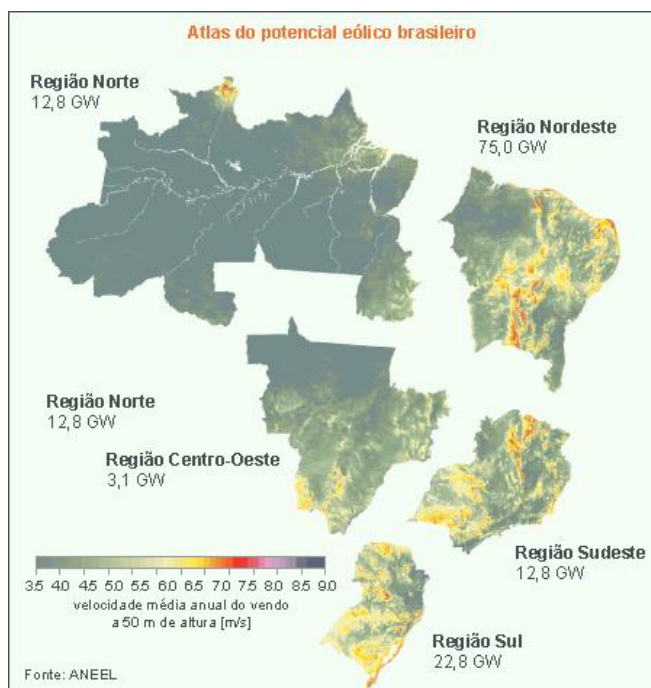 Atlas do potencial eólico brasileiro
Região Norte
12,8 GW
Região Nordeste
75,0 GW
Região Norte
12,8 GW
Região Centro-Oeste
3,1 GW
Região Sudeste
12,8 GW
3.5 4.0 4.5 5.0 5.5 6.0 6.5 7.0 7.5 8.0 8.5 9.0
velocidade média anual do vendo
a 50 m de altura [m/s]
Região Sul
22,8 GW
Fonte: ANEEL